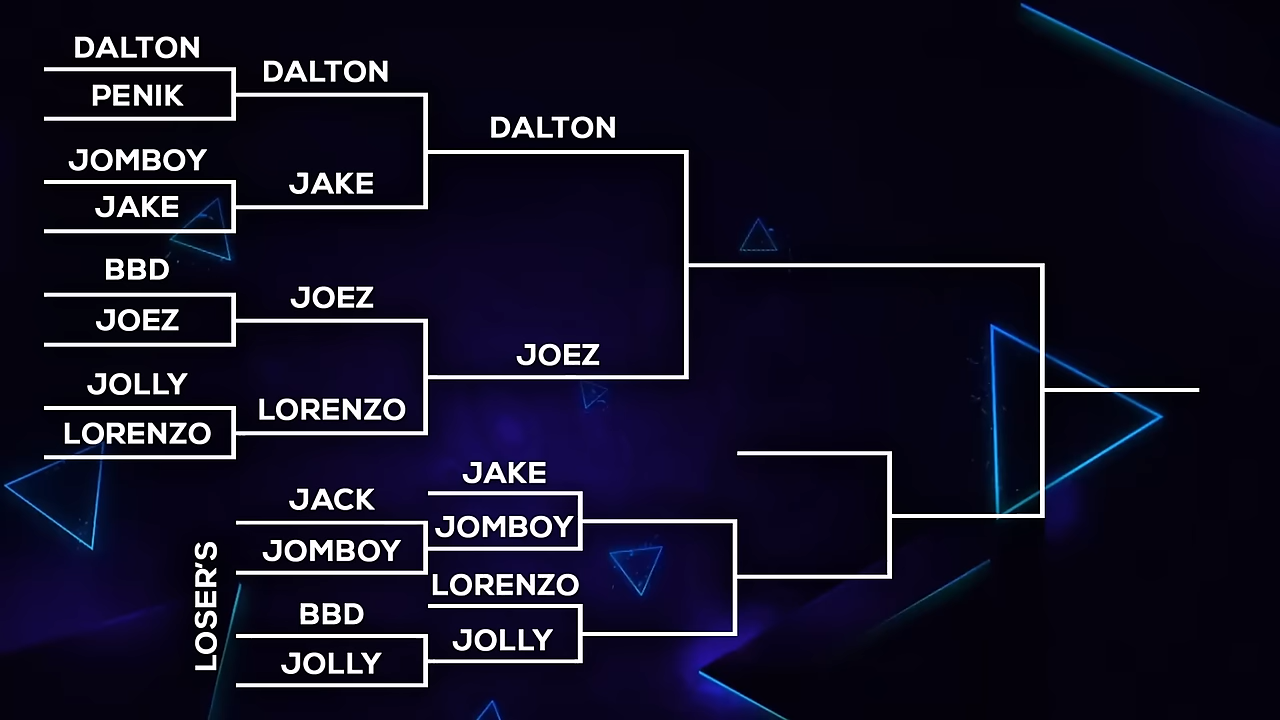 DALTON
PENIK
JOMBOY
JAKE
BBD
JOEZ
JOLLY
LORENZO
DALTON
JAKE
JOEZ
LORENZO
DALTON
JOEZ
LOSER'S
JACK
JOMBOY
BBD
JOLLY
JAKE
JOMBOY
LORENZO
JOLLY